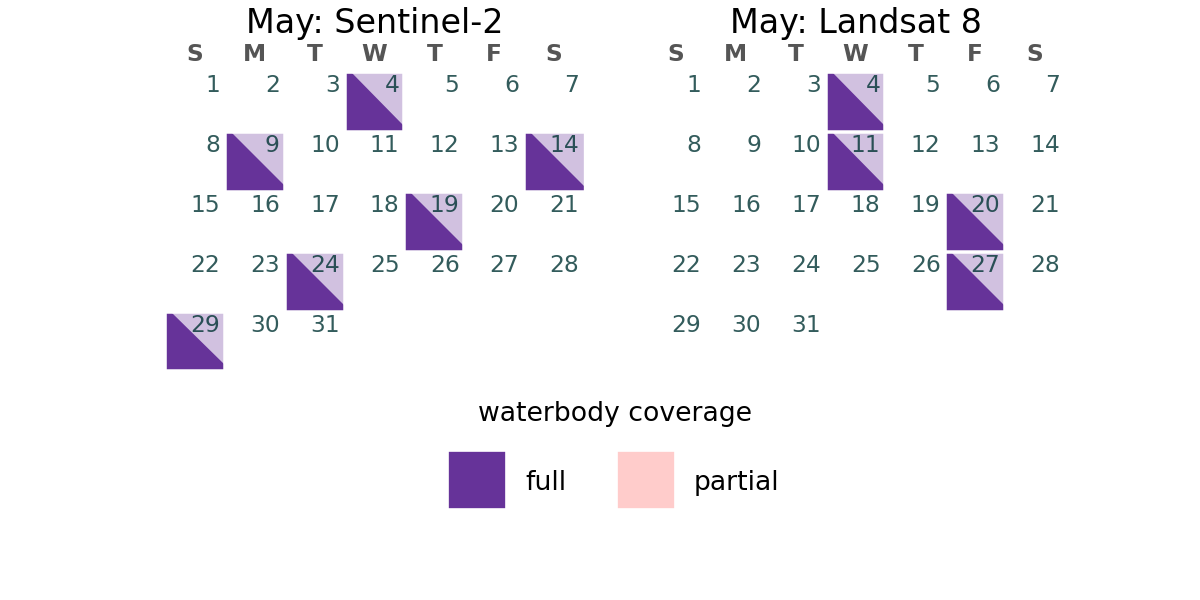 May: Sentinel-2
S M T W T F S
1 2 3 4 5 6 7
8 9 10 11 12 13 14
15 16 17 18 19 20 21
22 23 24 25 26 27 28
29 30 31
May: Landsat 8
S M T W T F S
1 2 3 4 5 6 7
8 9 10 11 12 13 14
15 16 17 18 19 20 21
22 23 24 25 26 27 28
29 30 31
waterbody coverage
full
partial